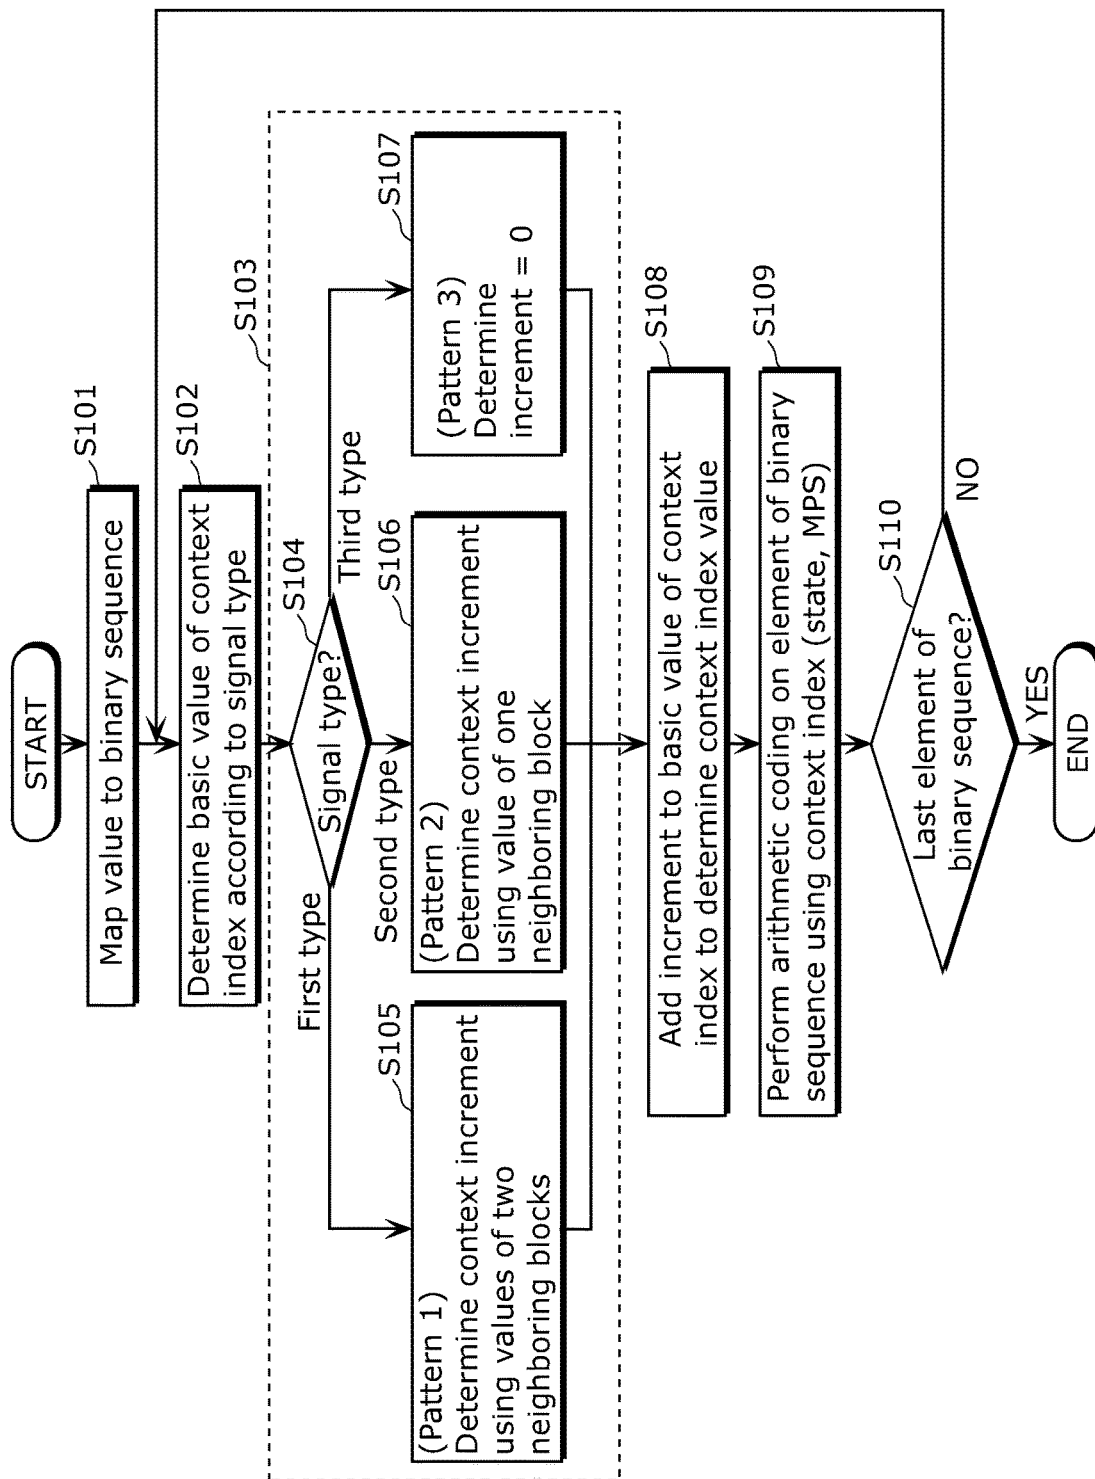 START
S101
Map value to binary sequence
S102
Determine basic value of context
index according to signal type
S103
S104
Signal type?
First type
Second type
Third type
S105
(Pattern 1)
Determine context increment
using values of two
neighboring blocks
S106
(Pattern 2)
Determine context increment
using value of one
neighboring block
S107
(Pattern 3)
Determine
increment = 0
S108
Add increment to basic value of context
index to determine context index value
S109
Perform arithmetic coding on element of binary
sequence using context index (state, MPS)
S110
Last element of
binary sequence?
NO
YES
END